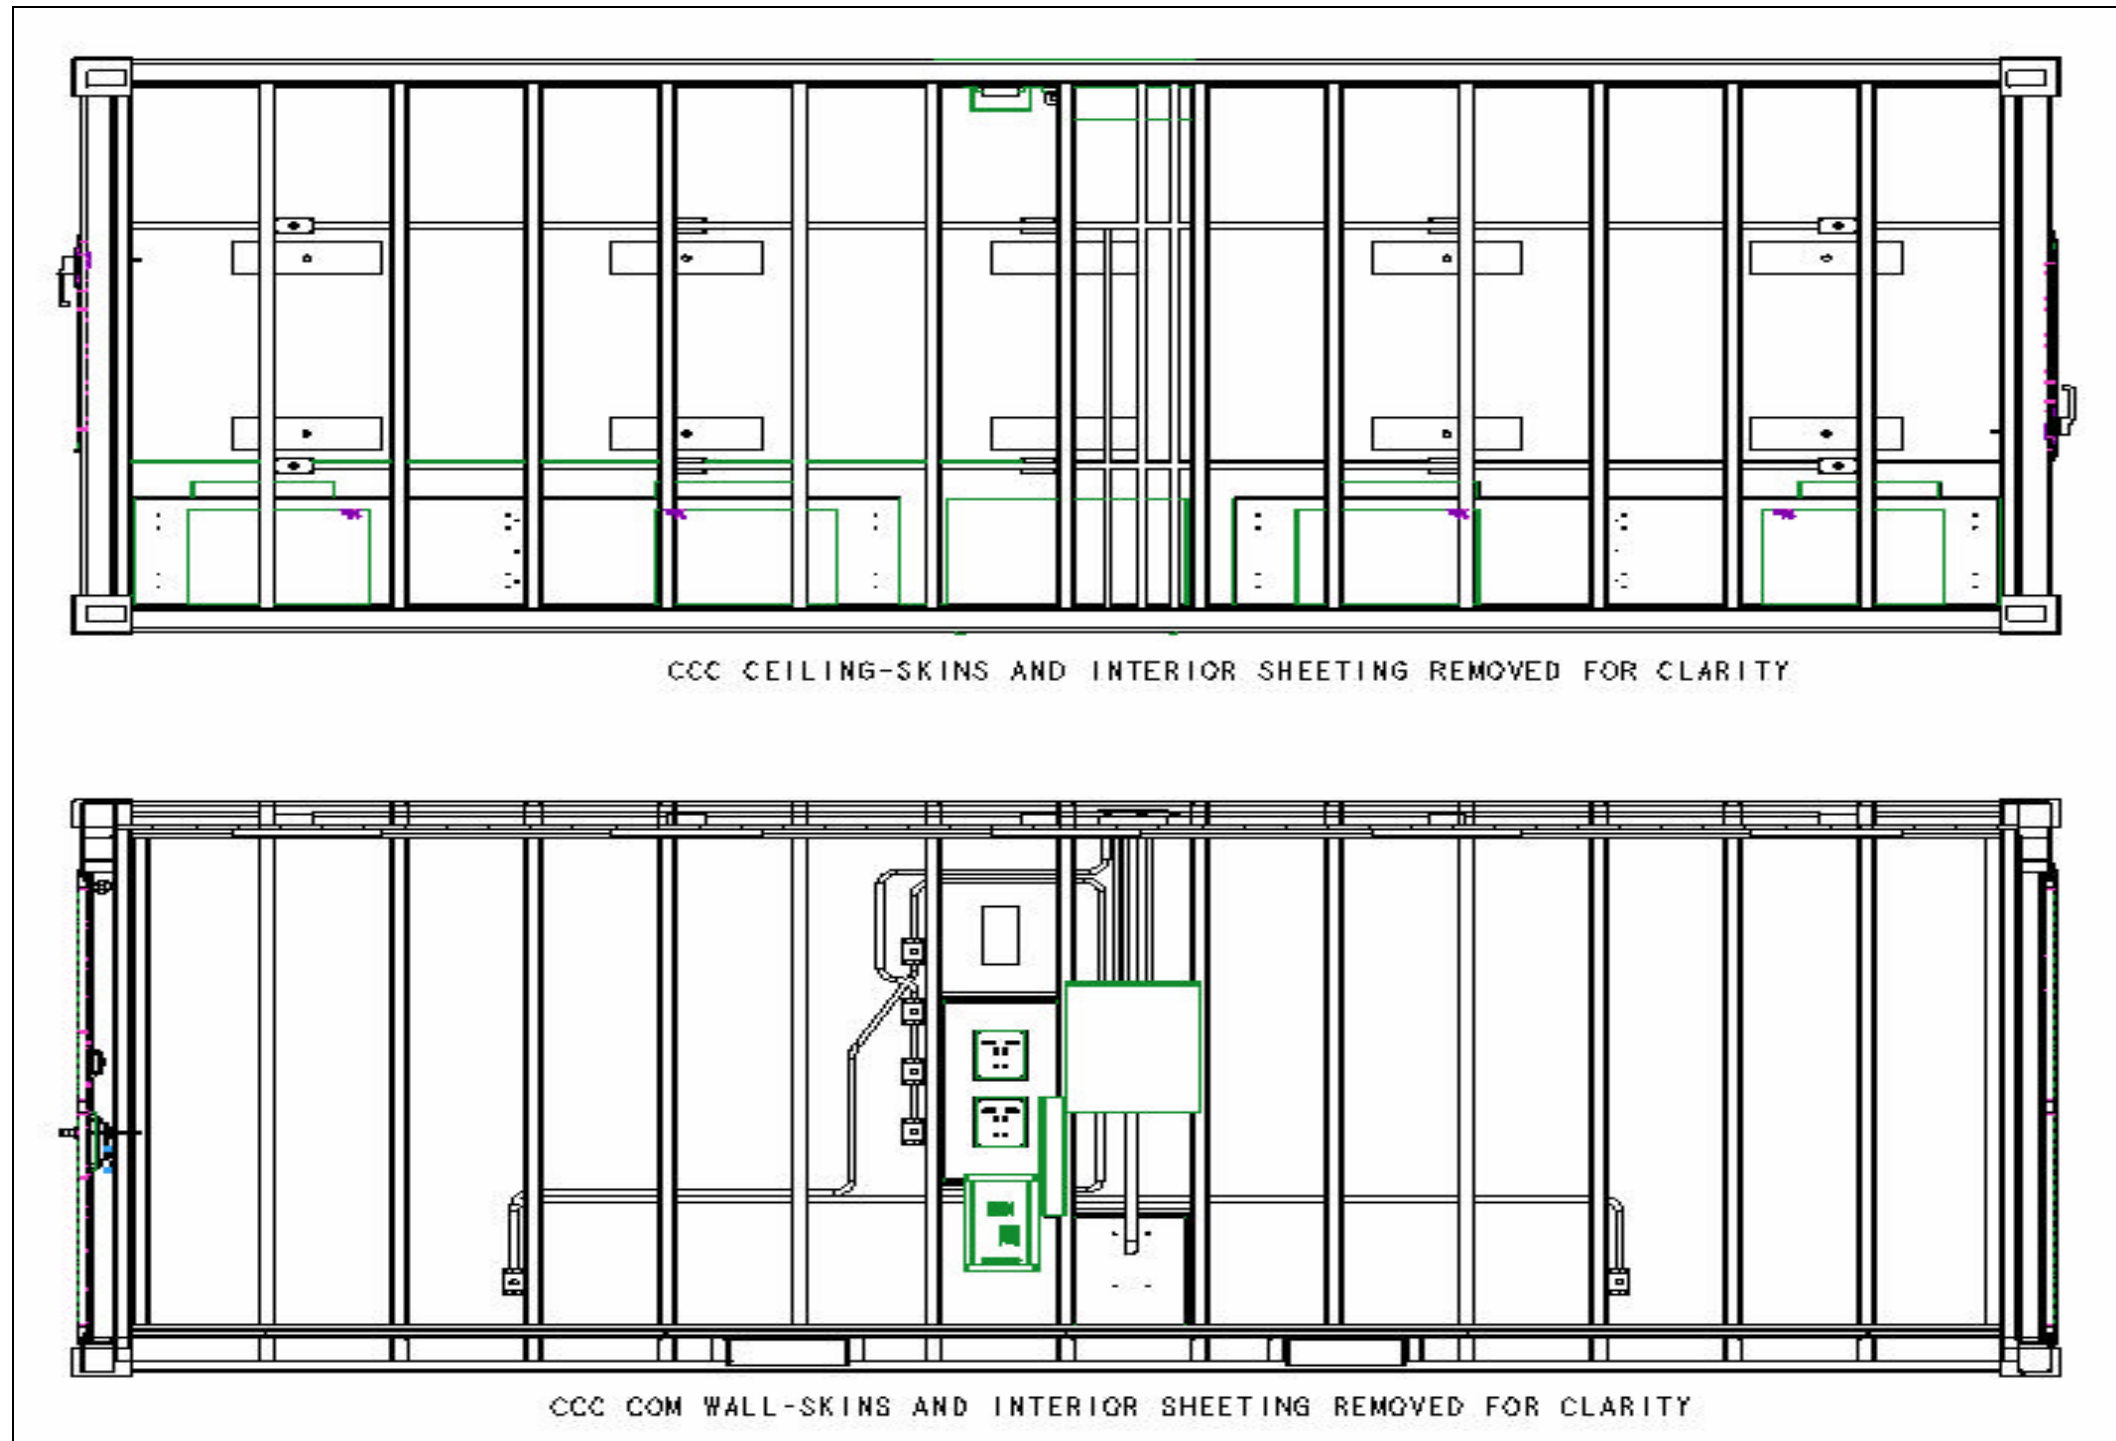 CCC CEILING-SKINS AND INTERIOR SHEETING REMOVED FOR CLARITY
CCC COM WALL-SKINS AND INTERIOR SHEETING REMOVED FOR CLARITY